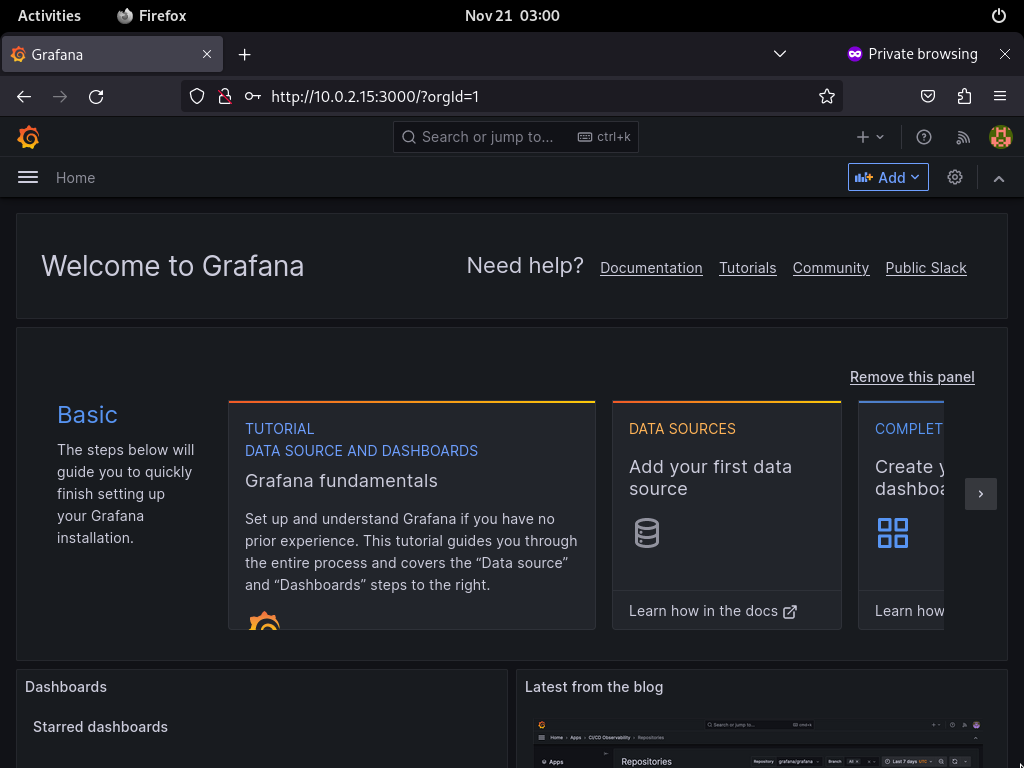 Activities
Firefox
Nov 21 03:00
Grafana
Private browsing
http://10.0.2.15:3000/?orgId=1
Search or jump to...
ctrl+k
Home
Add
Welcome to Grafana
Need help?
Documentation
Tutorials
Community
Public Slack
Remove this panel
Basic
The steps below will
guide you to quickly
finish setting up
your Grafana
installation.
TUTORIAL
DATA SOURCE AND DASHBOARDS
Grafana fundamentals
Set up and understand Grafana if you have no
prior experience. This tutorial guides you through
the entire process and covers the “Data source”
and “Dashboards” steps to the right.
DATA SOURCES
Add your first data
source
Learn how in the docs
COMPLET
Create
dashboa
Learn how
Dashboards
Starred dashboards
Latest from the blog
Search or jump to...
Home › Apps › CI/CD Observability › Repositories
Apps
Repositories
Repository
grafana/grafana
Branch
All
Last 7 days UTC